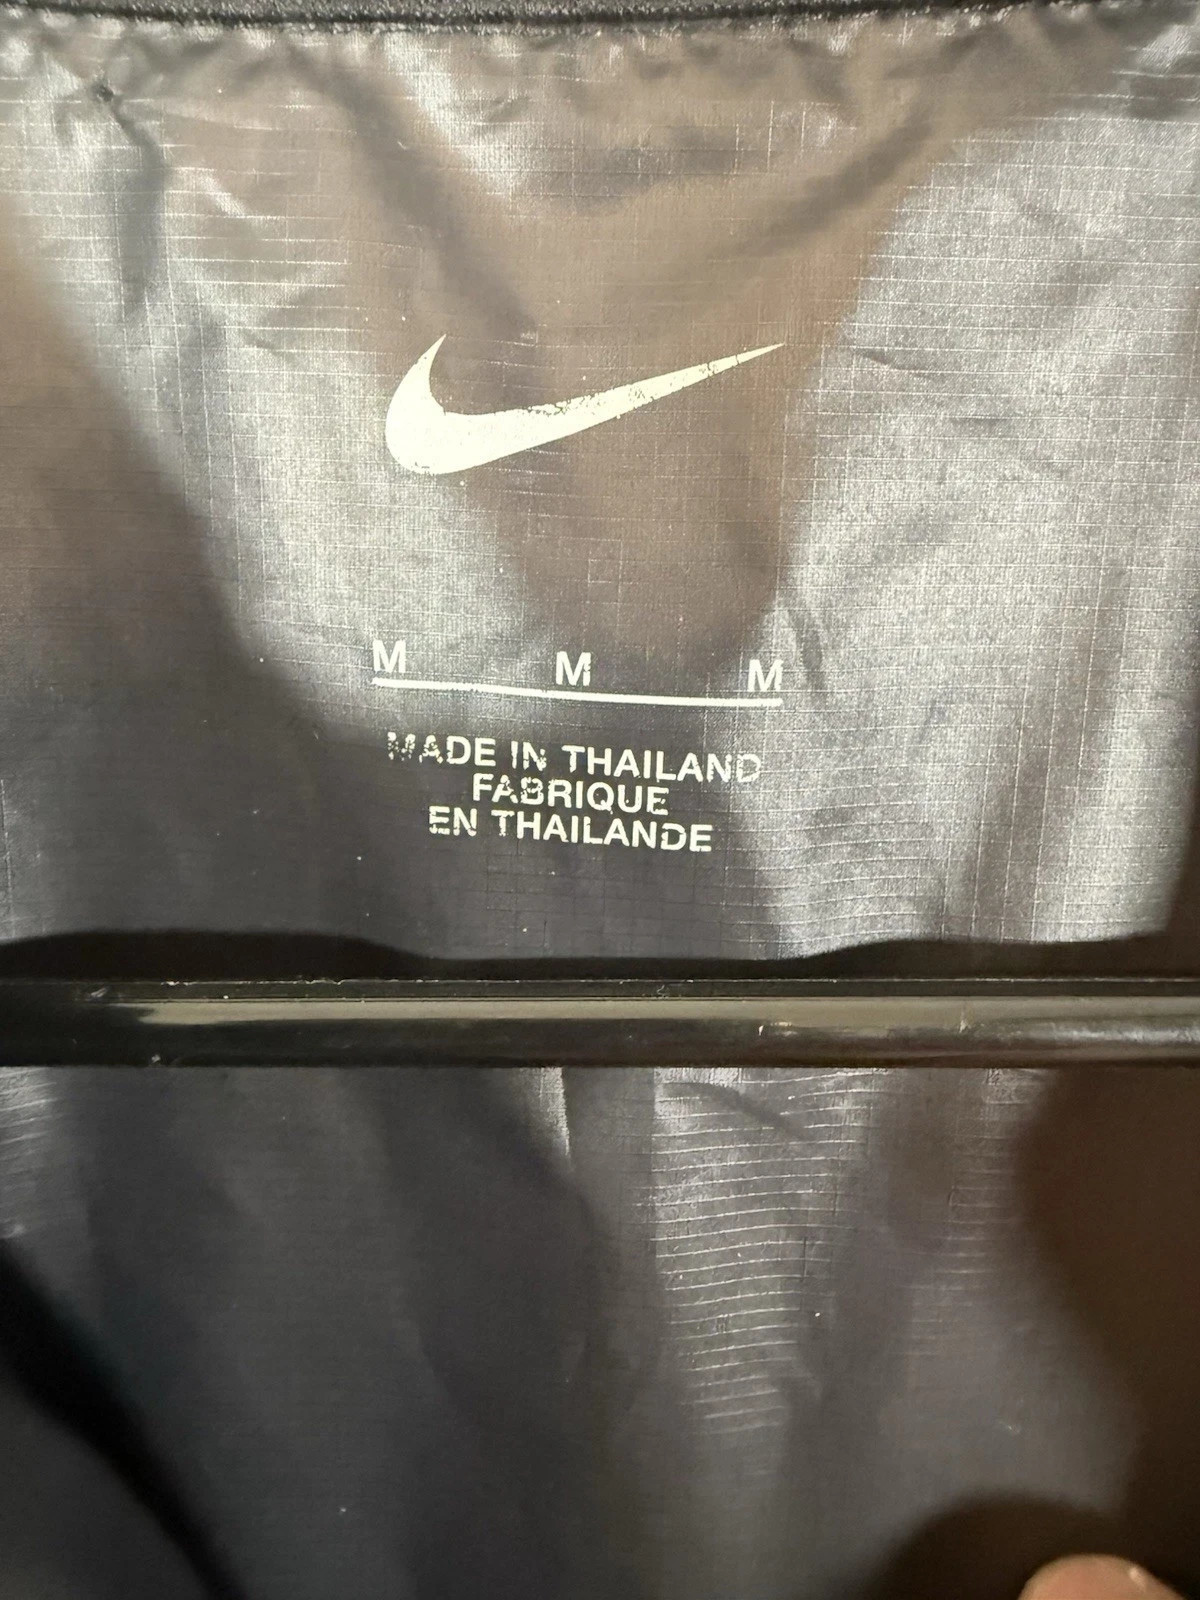 M M M
MADE IN THAILAND
FABRIQUE
EN THAILANDE